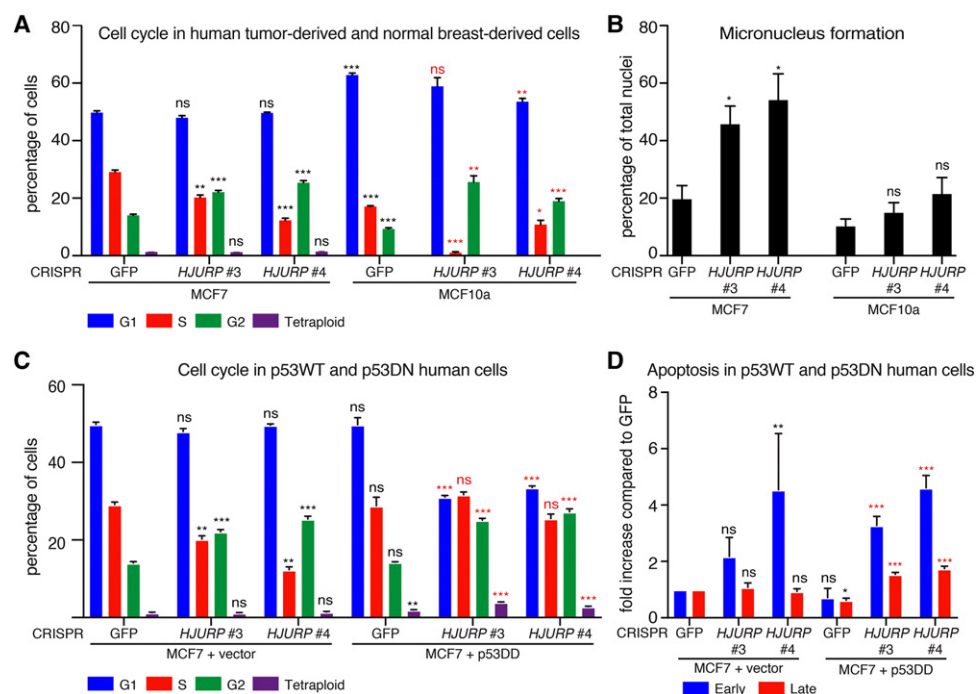 A
Cell cycle in human tumor-derived and normal breast-derived cells
percentage of cells
80
60
40
20
0
ns
** *** ns
ns
*** *** ns
***
*** ***
ns
*** **
**
* ***
CRISPR GFP HJURP #3 HJURP #4 GFP HJURP #3 HJURP #4
MCF7 MCF10a
G1 S G2 Tetraploid
B
Micronucleus formation
percentage of total nuclei
80
60
40
20
0
* * ns ns
CRISPR GFP HJURP #3 HJURP #4 GFP HJURP #3 HJURP #4
MCF7 MCF10a
C
Cell cycle in p53WT and p53DN human cells
percentage of cells
60
40
20
ns
** *** ns
ns
** *** ns
ns ns ns **
*** ns *** ***
*** ns *** ***
CRISPR GFP HJURP #3 HJURP #4 GFP HJURP #3 HJURP #4
MCF7 + vector MCF7 + p53DD
G1 S G2 Tetraploid
D
Apoptosis in p53WT and p53DN human cells
fold increase compared to GFP
8
6
4
2
0
ns ns
** ns
ns *
*** ***
*** ***
CRISPR GFP HJURP #3 HJURP #4 GFP HJURP #3 HJURP #4
MCF7 + vector MCF7 + p53DD
Early Late